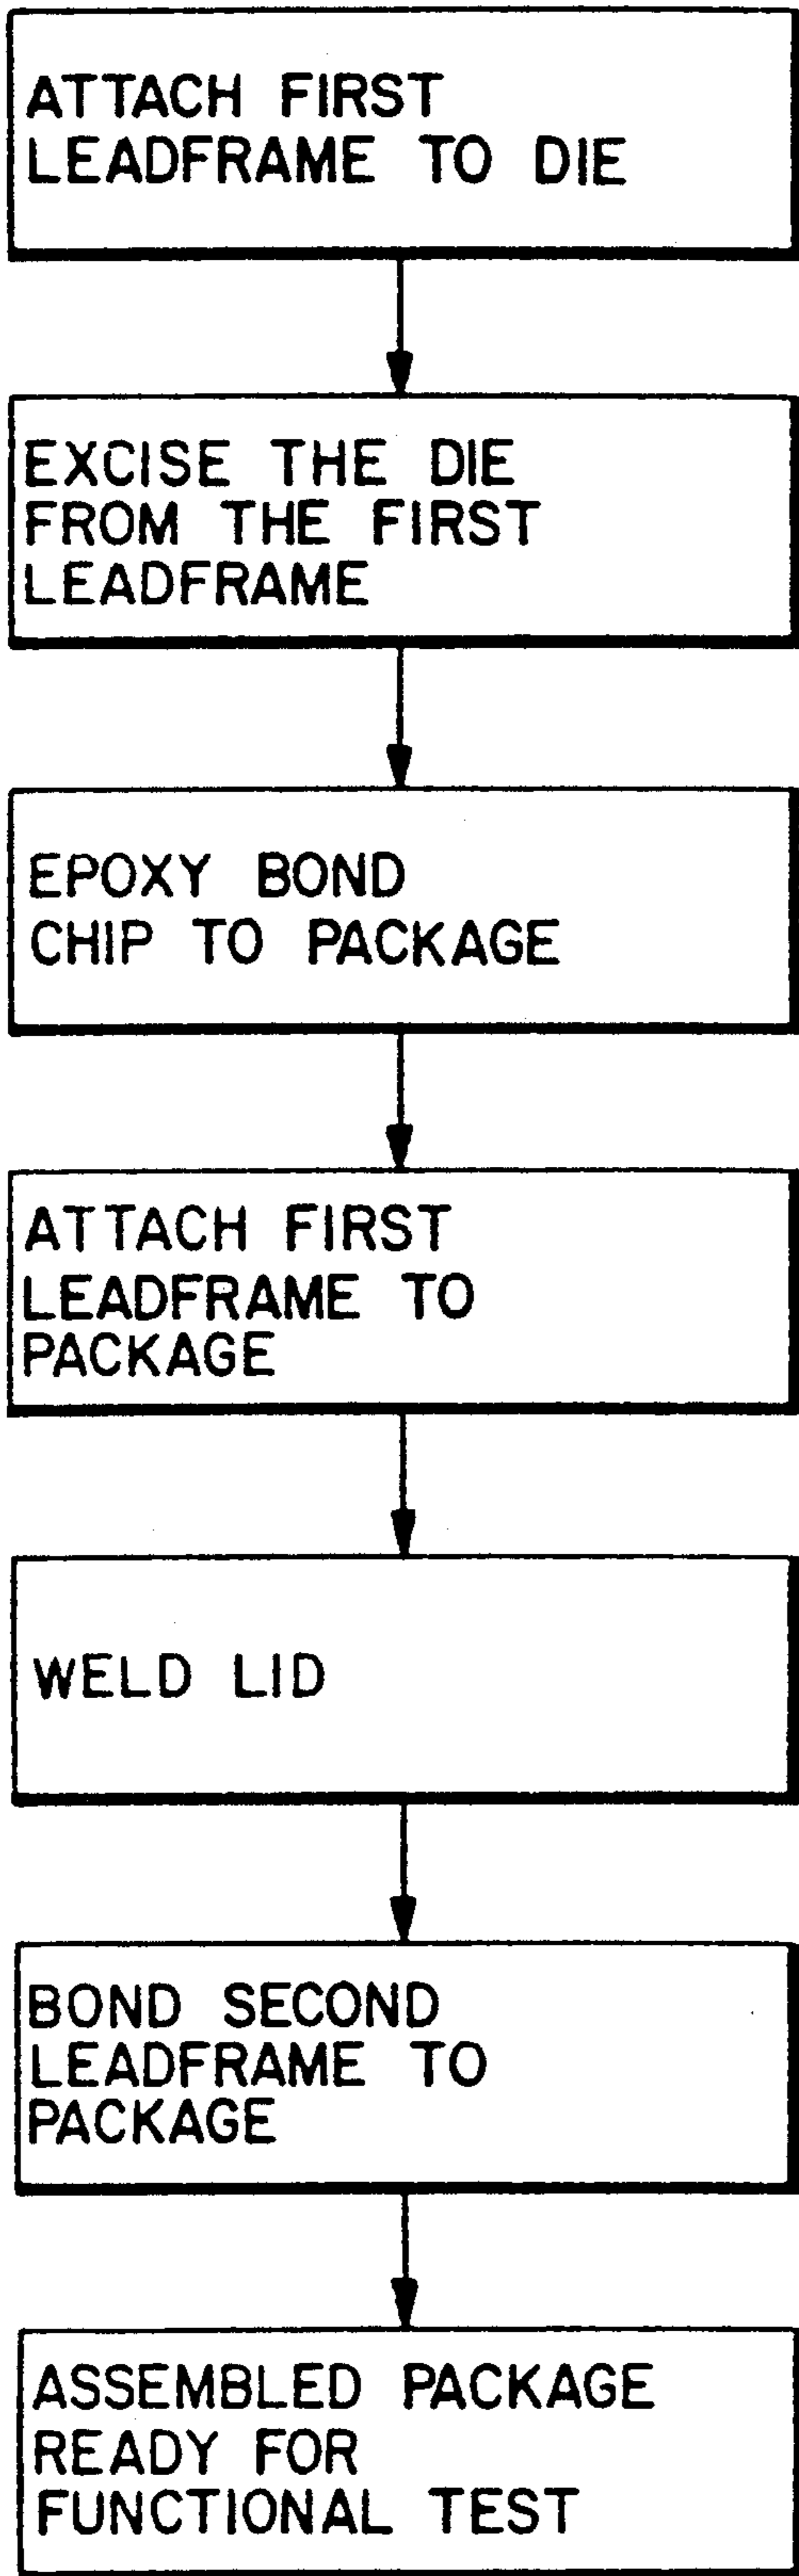 ATTACH FIRST
LEADFRAME TO DIE
EXCISE THE DIE
FROM THE FIRST
LEADFRAME
EPOXY BOND
CHIP TO PACKAGE
ATTACH FIRST
LEADFRAME TO
PACKAGE
WELD LID
BOND SECOND
LEADFRAME TO
PACKAGE
ASSEMBLED PACKAGE
READY FOR
FUNCTIONAL TEST